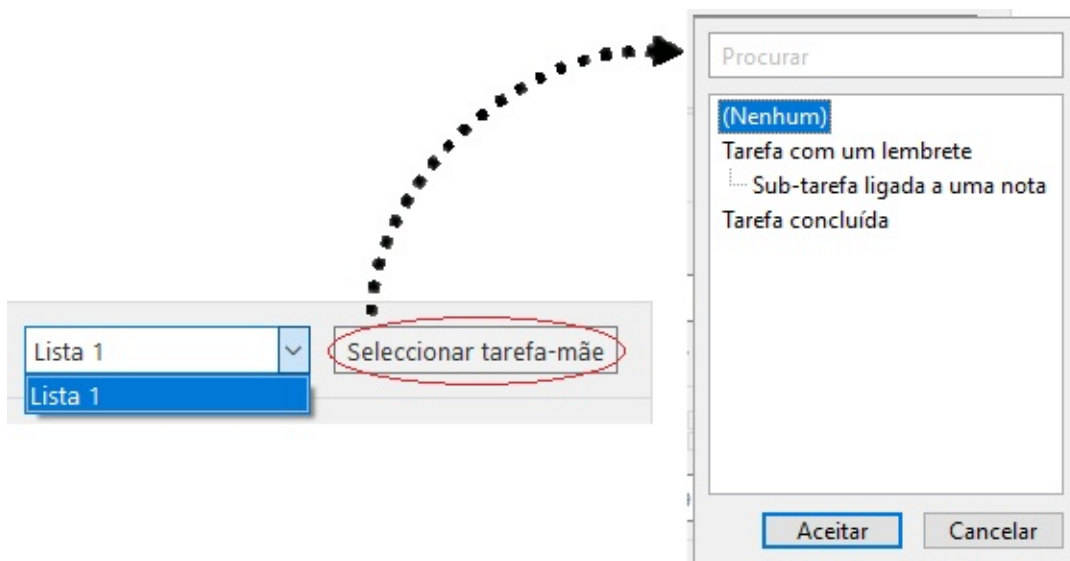 Lista 1
Lista 1
Seleccionar tarefa-mãe
Procurar
(Nenhum)
Tarefa com um lembrete
Sub-tarefa ligada a uma nota
Tarefa concluída
Aceitar
Cancelar